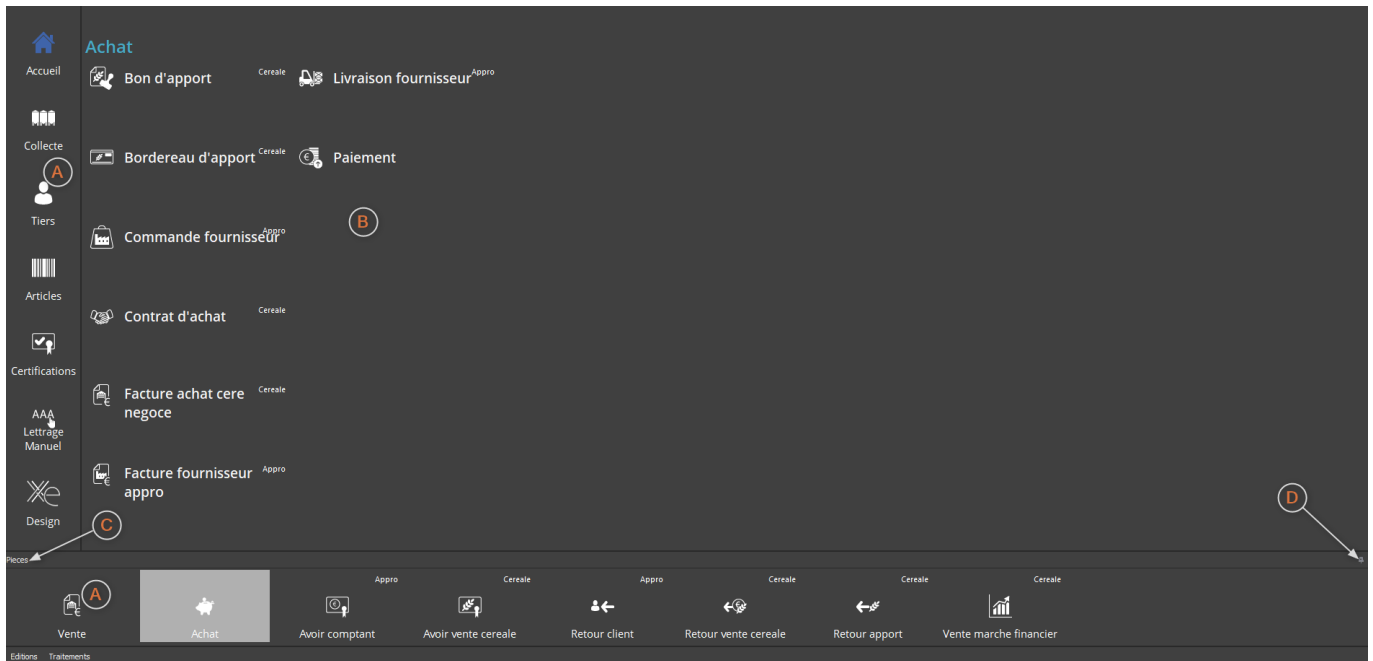 Accueil
Collecte
A
Tiers
Articles
Certifications
AAA
Lettrage
Manuel
Xe
Design
Achat
Bon d'apport Cereale
Livraison fournisseur Appro
Bordereau d'apport Cereale
Paiement
B
Commande fournisseur Appro
Contrat d'achat Cereale
Facture achat cere Cereale
negoce
Facture fournisseur Appro
appro
C
D
Pieces
A
Vente
Achat
Appro
Avoir comptant
Cereale
Avoir vente cereale
Appro
Retour client
Cereale
Retour vente cereale
Cereale
Retour apport
Cereale
Vente marche financier
Editions Traitements